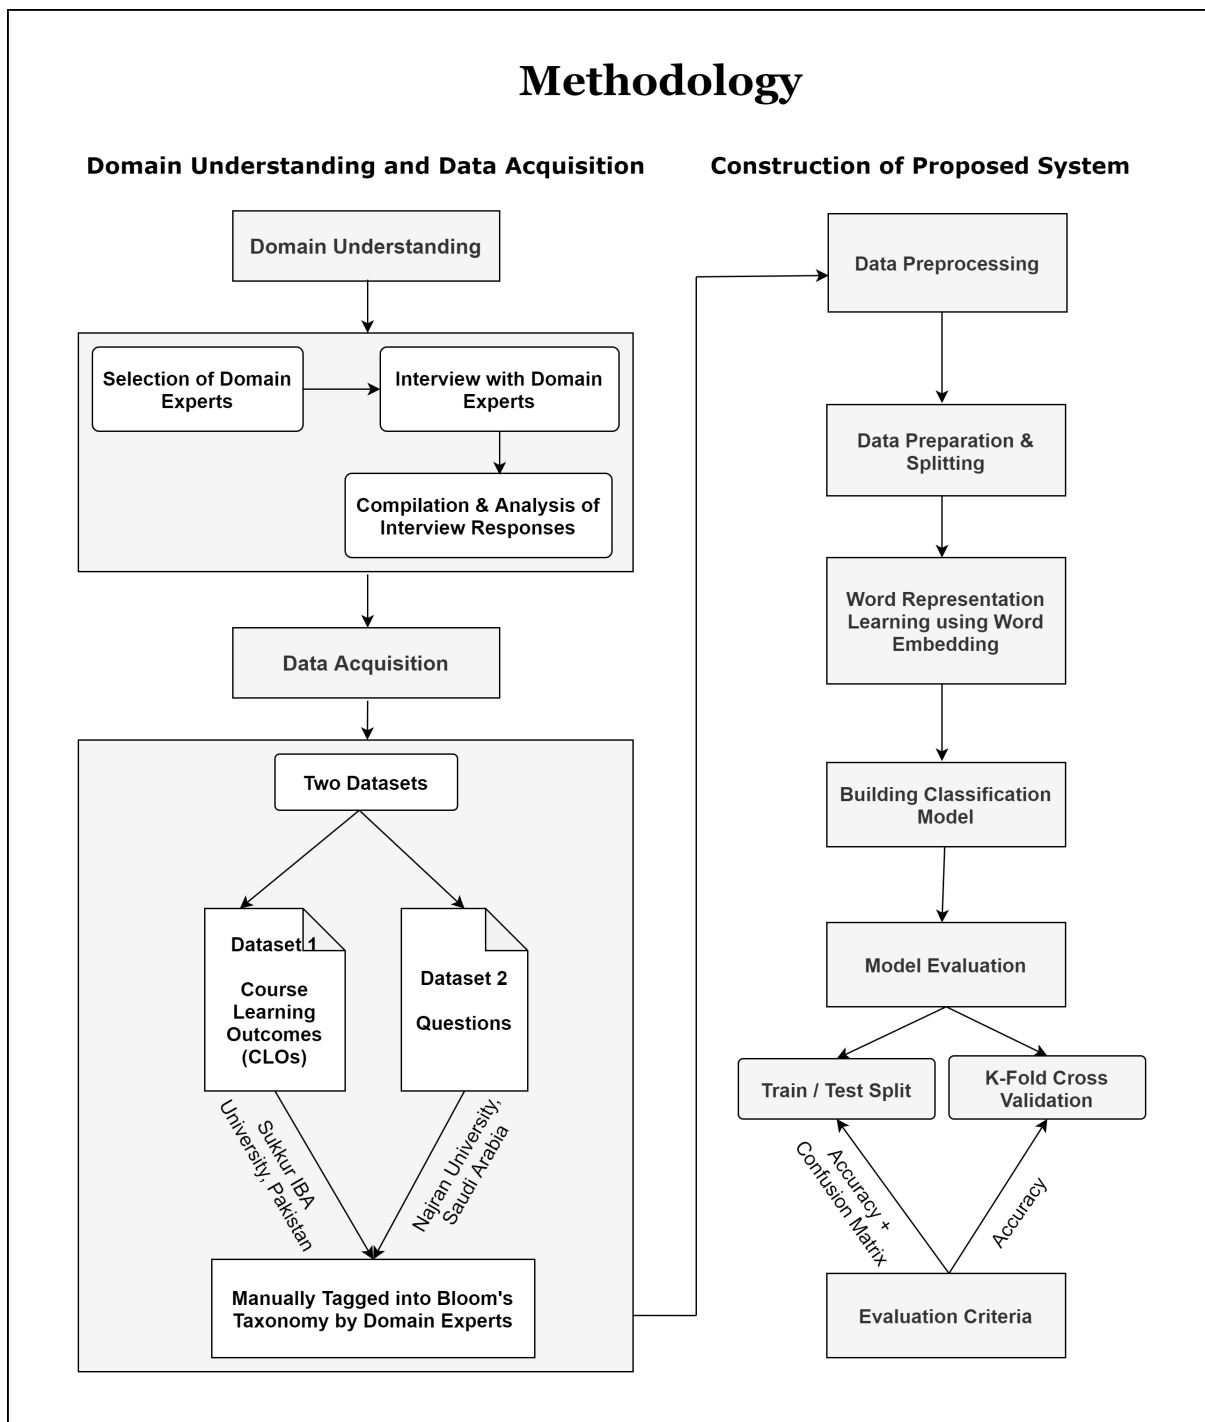 Methodology
Domain Understanding and Data Acquisition
Domain Understanding
Selection of Domain
Experts
Interview with Domain
Experts
Compilation & Analysis of
Interview Responses
Data Acquisition
Two Datasets
Dataset 1
Course
Learning
Outcomes
(CLOs)
Dataset 2
Questions
Sukkur IBA
University, Pakistan
Najran University,
Saudi Arabia
Manually Tagged into Bloom's
Taxonomy by Domain Experts
Construction of Proposed System
Data Preprocessing
Data Preparation &
Splitting
Word Representation
Learning using Word
Embedding
Building Classification
Model
Model Evaluation
Train / Test Split
K-Fold Cross
Validation
Accuracy +
Confusion Matrix
Accuracy
Evaluation Criteria